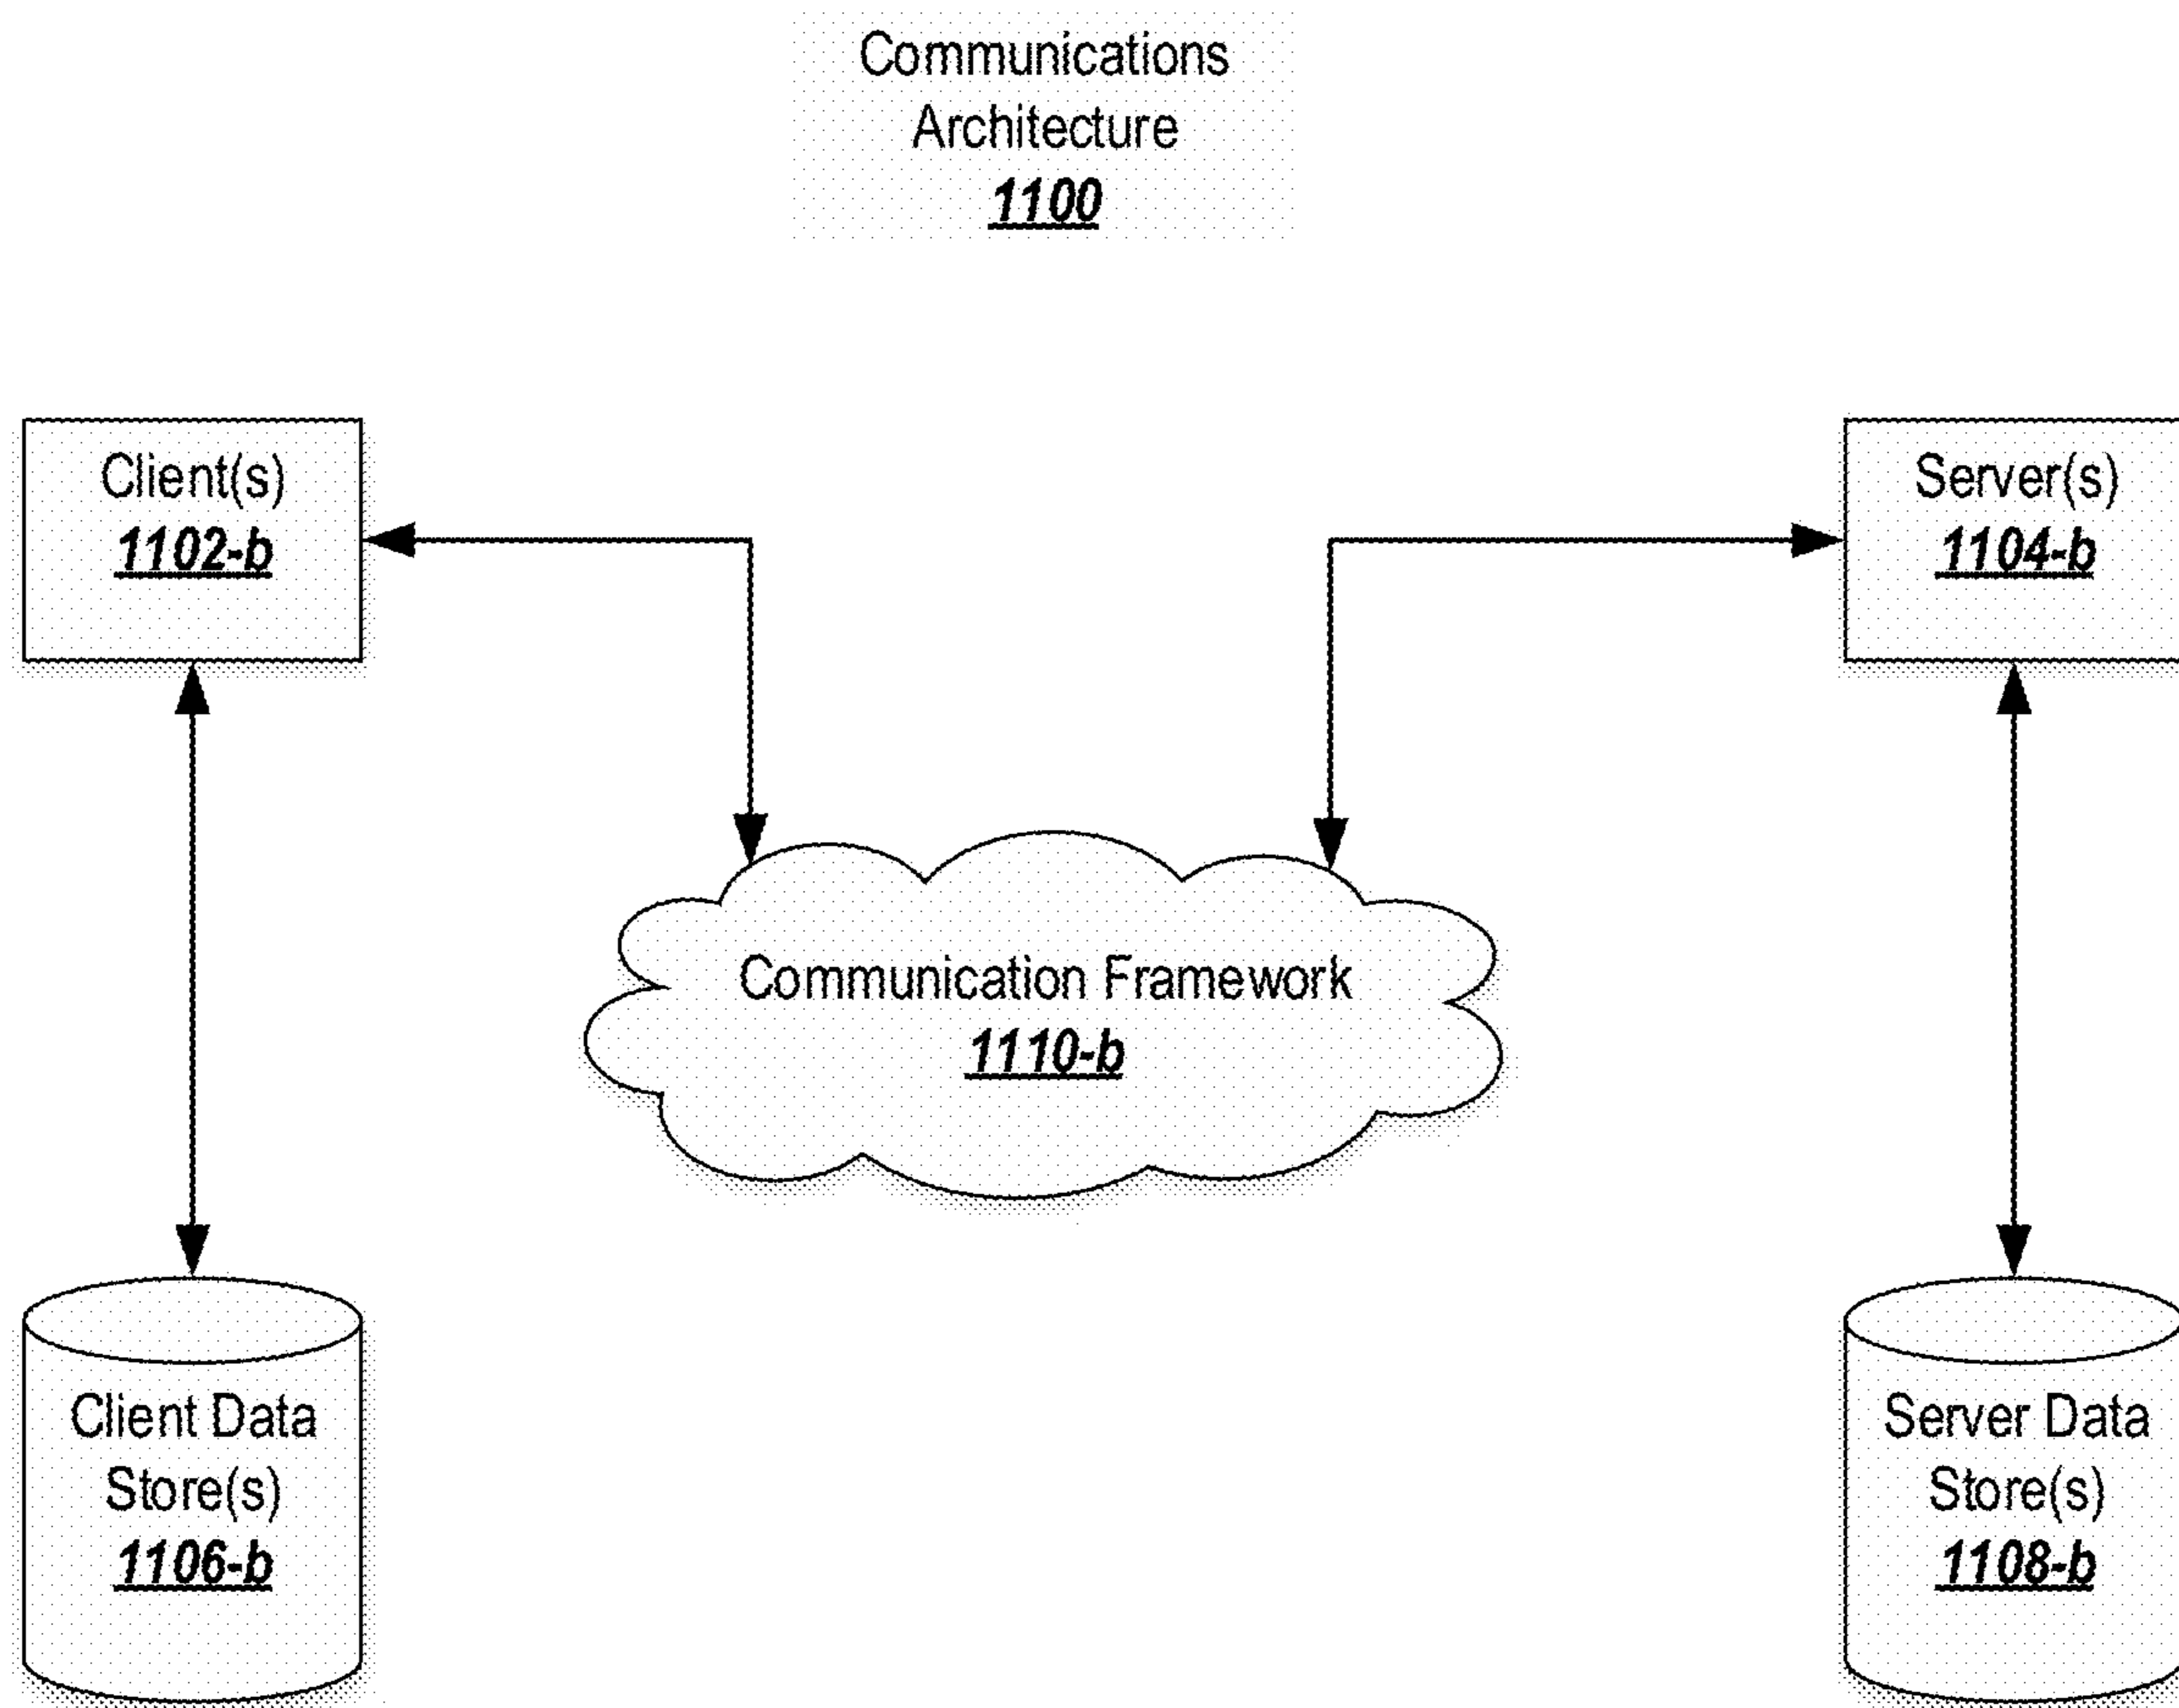 Communications
Architecture
1100
Client(s)
1102-b
Server(s)
1104-b
Communication Framework
1110-b
Client Data
Store(s)
1106-b
Server Data
Store(s)
1108-b